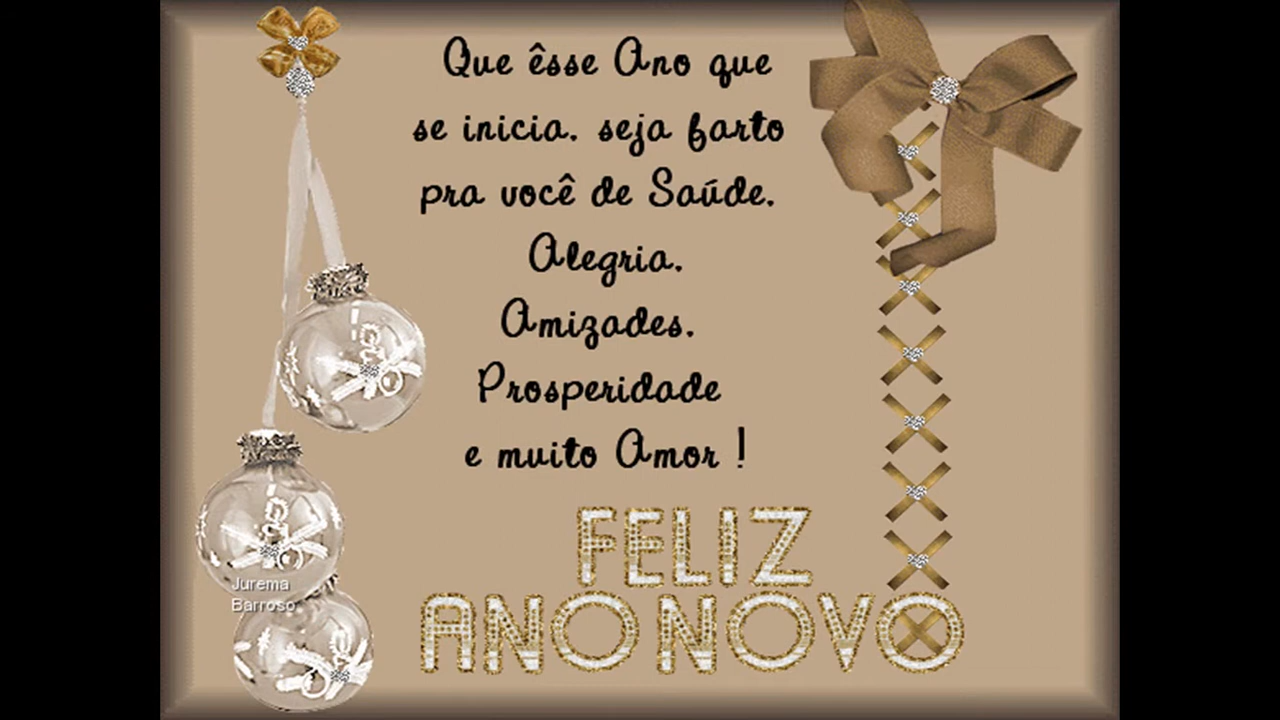 Que êsse Ano que
se inicia. seja farto
pra você de Saúde.
Alegria.
Amizades.
Prosperidade
e muito Amor !
FELIZ
ANO NOVO
Jurema
Barroso